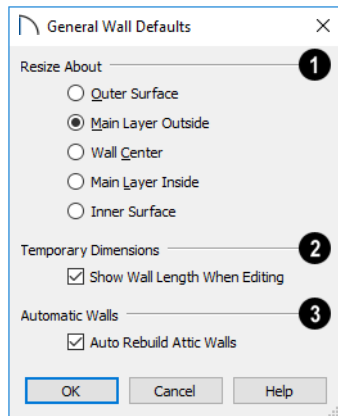 General Wall Defaults
Resize About 1
Outer Surface
Main Layer Outside
Wall Center
Main Layer Inside
Inner Surface
Temporary Dimensions 2
Show Wall Length When Editing
Automatic Walls 3
Auto Rebuild Attic Walls
OK Cancel Help